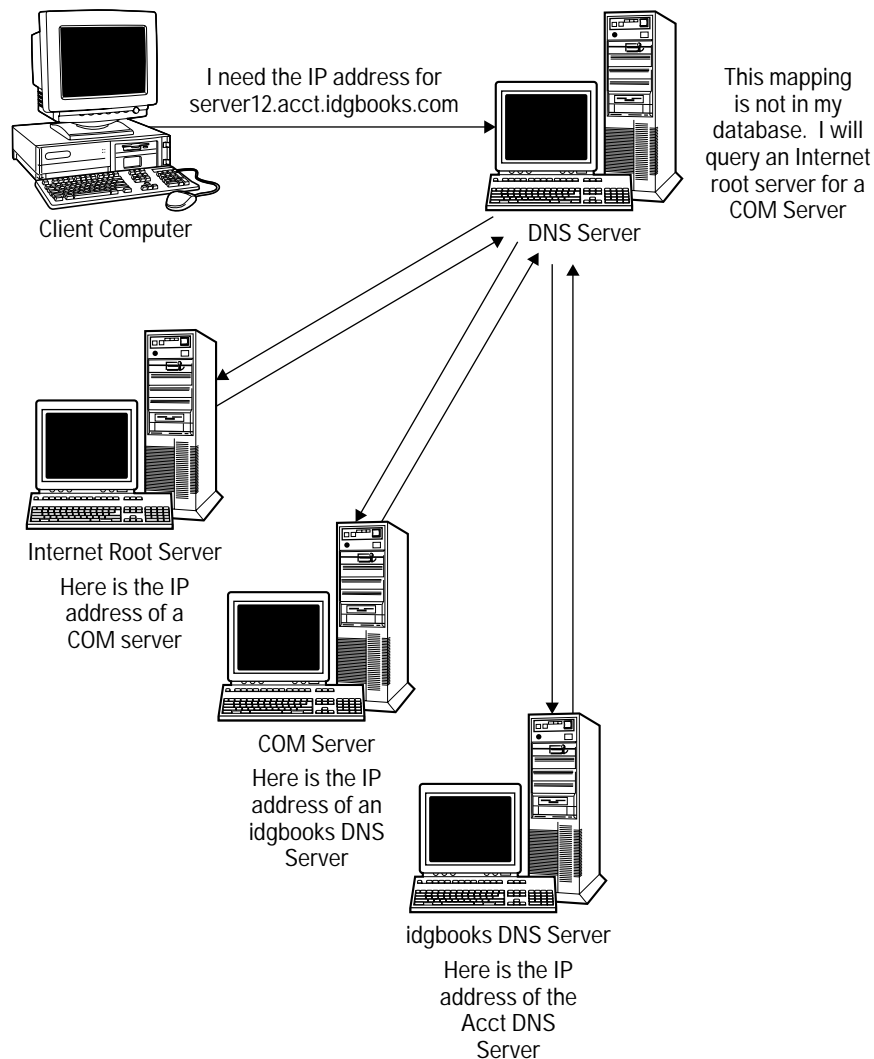 I need the IP address for
server12.acct.idgbooks.com
This mapping
is not in my
database. I will
query an Internet
root server for a
COM Server
Client Computer
DNS Server
Internet Root Server
Here is the IP
address of a
COM server
COM Server
Here is the IP
address of an
idgbooks DNS
Server
idgbooks DNS Server
Here is the IP
address of the
Acct DNS
Server